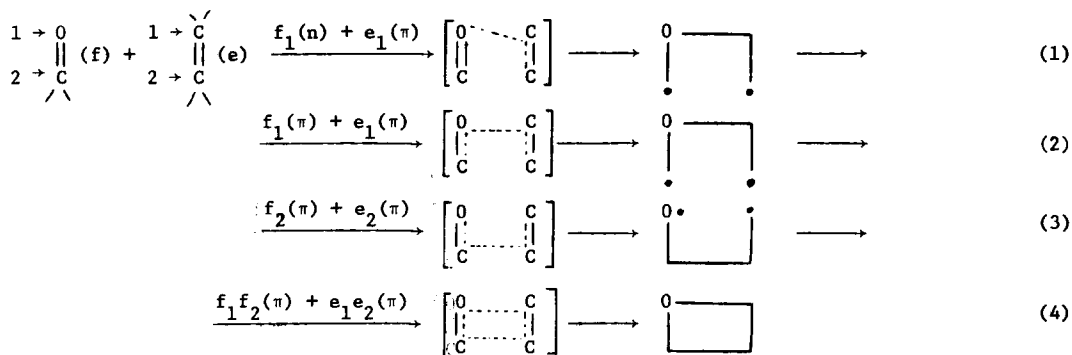 1 → O (f) + 1 → C (e) f₁(n) + e₁(π) [O C C C] O (1)
2 → C 2 → C
f₁(π) + e₁(π) [O C C C] O (2)
f₂(π) + e₂(π) [O C C C] O (3)
f₁f₂(π) + e₁e₂(π) [O C C C] O (4)